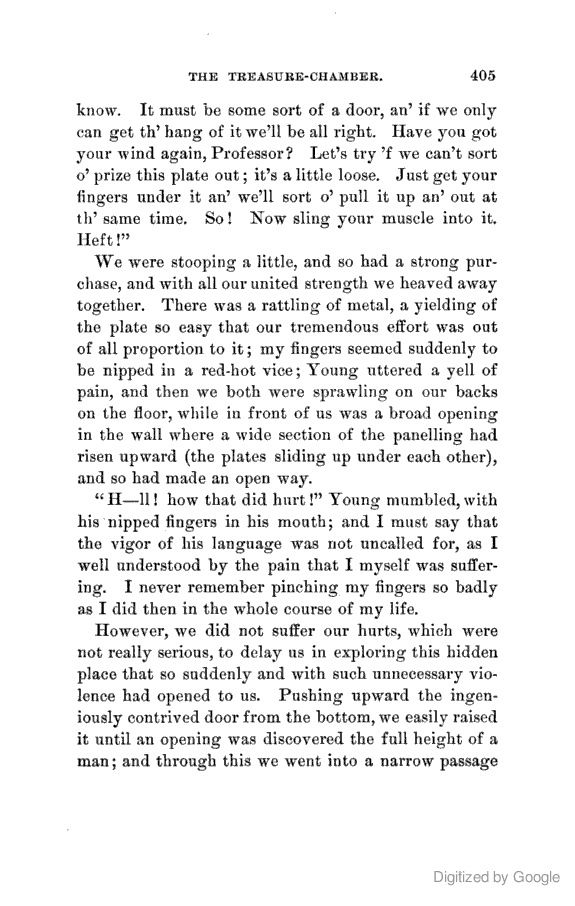 THE TREASURE-CHAMBER. 405
know. It must be some sort of a door, an' if we only
can get th' hang of it we'll be all right. Have you got
your wind again, Professor? Let's try 'f we can't sort
o' prize this plate out; it's a little loose. Just get your
fingers under it an' we'll sort o' pull it up an' out at
th' same time. So! Now sling your muscle into it.
Heft!”
We were stooping a little, and so had a strong pur-
chase, and with all our united strength we heaved away
together. There was a rattling of metal, a yielding of
the plate so easy that our tremendous effort was out
of all proportion to it; my fingers seemed suddenly to
be nipped in a red-hot vice; Young uttered a yell of
pain, and then we both were sprawling on our backs
on the floor, while in front of us was a broad opening
in the wall where a wide section of the panelling had
risen upward (the plates sliding up under each other),
and so had made an open way.
“H—ll! how that did hurt!” Young mumbled, with
his nipped fingers in his mouth; and I must say that
the vigor of his language was not uncalled for, as I
well understood by the pain that I myself was suffer-
ing. I never remember pinching my fingers so badly
as I did then in the whole course of my life.
However, we did not suffer our hurts, which were
not really serious, to delay us in exploring this hidden
place that so suddenly and with such unnecessary vio-
lence had opened to us. Pushing upward the ingen-
iously contrived door from the bottom, we easily raised
it until an opening was discovered the full height of a
man; and through this we went into a narrow passage
Digitized by Google